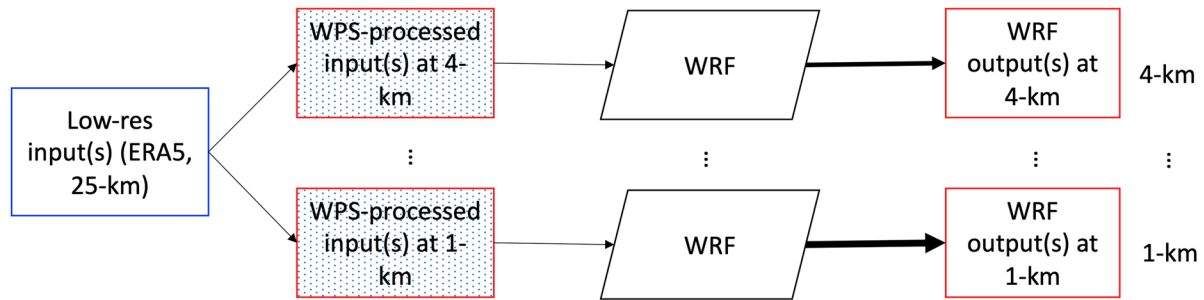 Low-res
input(s) (ERA5,
25-km)
WPS-processed
input(s) at 4-
km
WRF
WRF
output(s) at
4-km
4-km
...
...
...
...
WPS-processed
input(s) at 1-
km
WRF
WRF
output(s) at
1-km
1-km